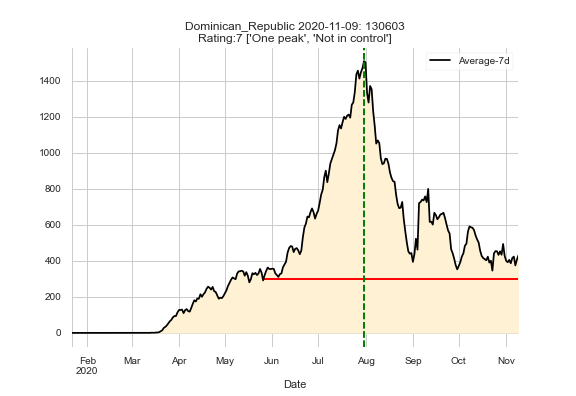 Dominican_Republic 2020-11-09: 130603
Rating:7 ['One peak', 'Not in control']
Average-7d
1400
1200
1000
800
600
400
200
0
Feb Mar Apr May Jun Jul Aug Sep Oct Nov
2020
Date